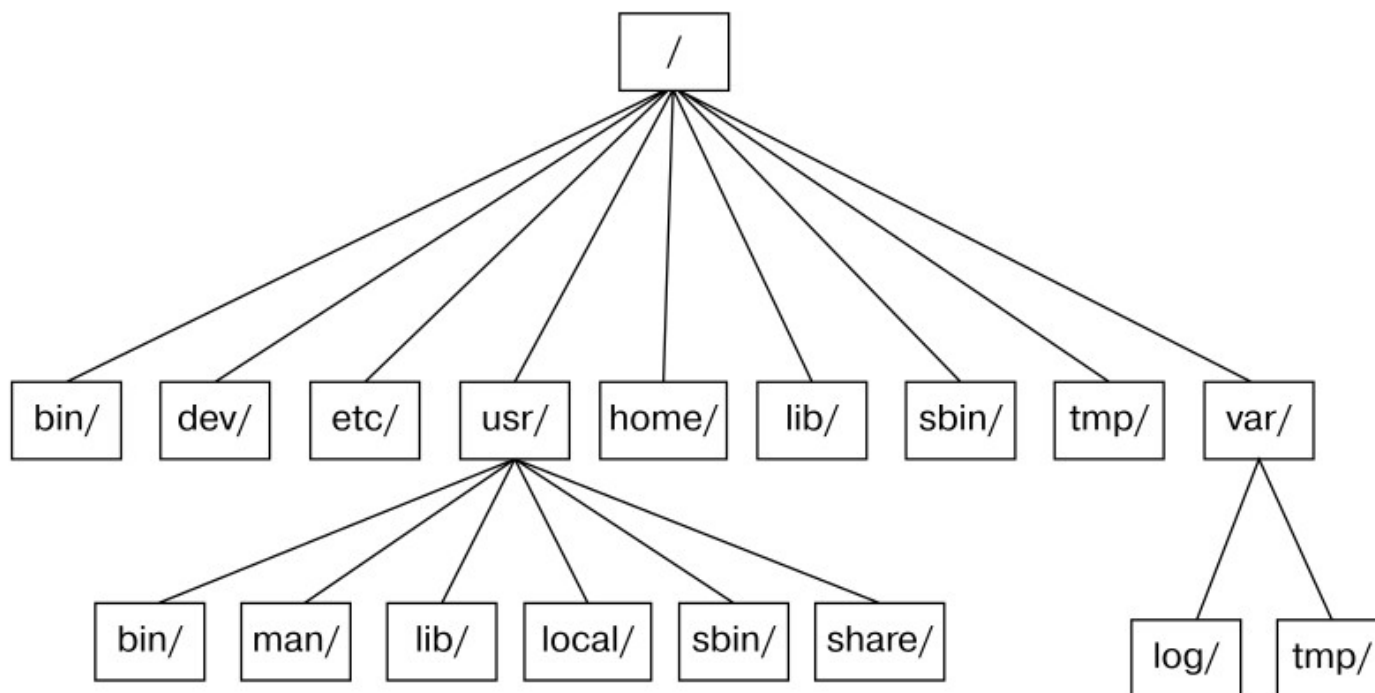 /
bin/ dev/ etc/ usr/ home/ lib/ sbin/ tmp/ var/
bin/ man/ lib/ local/ sbin/ share/ log/ tmp/